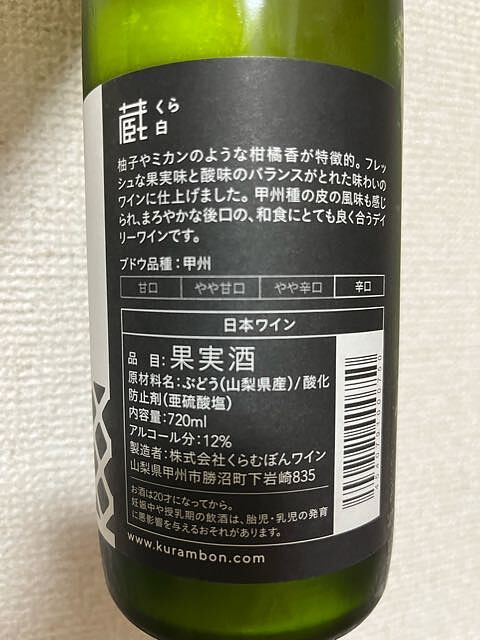 蔵 くら 白
柚子やミカンのような柑橘香が特徴的。フレッ
シュな果実味と酸味のバランスがとれた味わいの
ワインに仕上げました。甲州種の皮の風味も感じ
られ、まろやかな後口の、和食にとても良く合うデイ
リーワインです。
ブドウ品種：甲州
甘口 やや甘口 やや辛口 辛口
日本ワイン
品 目：果実酒
原材料名：ぶどう(山梨県産)/酸化
防止剤(亜硫酸塩)
内容量：720ml
アルコール分：12%
製造者：株式会社くらむぼんワイン
山梨県甲州市勝沼町下岩崎835
お酒は20才になってから。
妊娠中や授乳期の飲酒は、胎児・乳児の発育
に悪影響を与えるおそれがあります。
www.kurambon.com